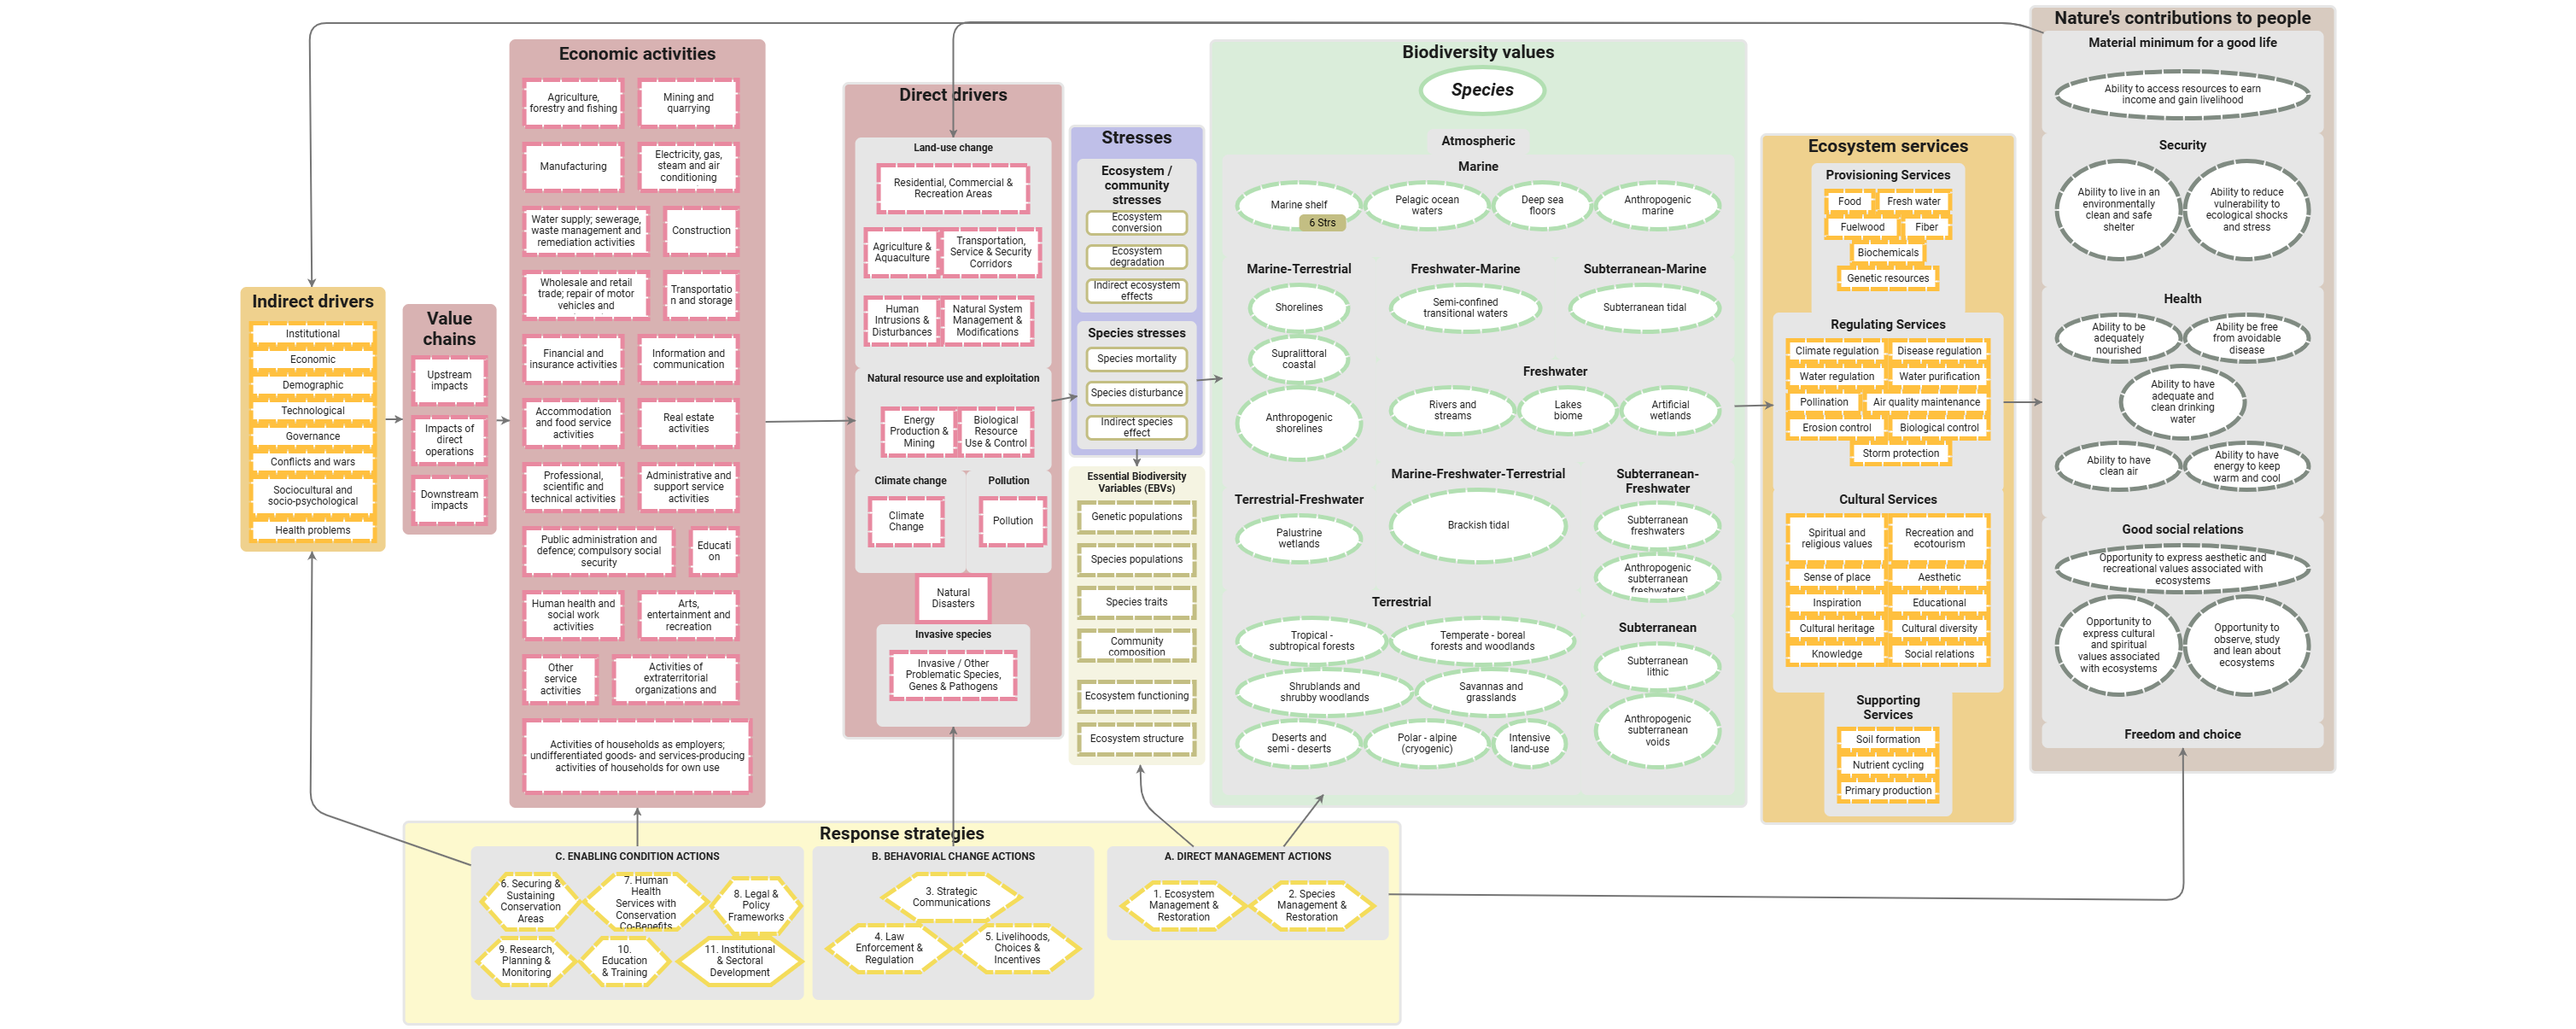 Indirect drivers
Institutional
Economic
Demographic
Technological
Governance
Conflicts and wars
Sociocultural and
socio-psychological
Health problems
Value
chains
Upstream
impacts
Impacts of
direct
operations
Downstream
impacts
Economic activities
Agriculture,
forestry and fishing
Mining and
quarrying
Manufacturing
Electricity, gas,
steam and air
conditioning
Water supply; sewerage,
waste management and
remediation activities
Construction
Wholesale and retail
trade; repair of motor
vehicles and
Transportatio
n and storage
Financial and
insurance activities
Information and
communication
Accommodation
and food service
activities
Real estate
activities
Professional,
scientific and
technical activities
Administrative and
support service
activities
Public administration and
defence; compulsory social
security
Educati
on
Human health and
social work
activities
Arts,
entertainment and
recreation
Other
service
activities
Activities of
extraterritorial
organizations and
Activities of households as employers;
undifferentiated goods- and services-producing
activities of households for own use
Direct drivers
Land-use change
Residential, Commercial &
Recreation Areas
Agriculture &
Aquaculture
Transportation,
Service & Security
Corridors
Human
Intrusions &
Disturbances
Natural System
Management &
Modifications
Natural resource use and exploitation
Energy
Production &
Mining
Biological
Resource
Use & Control
Climate change
Climate
Change
Pollution
Pollution
Natural
Disasters
Invasive species
Invasive / Other
Problematic Species,
Genes & Pathogens
Stresses
Ecosystem /
community
stresses
Ecosystem
conversion
Ecosystem
degradation
Indirect ecosystem
effects
Species stresses
Species mortality
Species disturbance
Indirect species
effect
Essential Biodiversity
Variables (EBVs)
Genetic populations
Species populations
Species traits
Community
composition
Ecosystem functioning
Ecosystem structure
Biodiversity values
Species
Atmospheric
Marine
Marine shelf
6 Strs
Pelagic ocean
waters
Deep sea
floors
Anthropogenic
marine
Marine-Terrestrial
Shorelines
Supralittoral
coastal
Anthropogenic
shorelines
Freshwater-Marine
Semi-confined
transitional waters
Subterranean-Marine
Subterranean tidal
Freshwater
Rivers and
streams
Lakes
biome
Artificial
wetlands
Terrestrial-Freshwater
Palustrine
wetlands
Marine-Freshwater-Terrestrial
Brackish tidal
Subterranean-
Freshwater
Subterranean
freshwaters
Anthropogenic
subterranean
freshwaters
Terrestrial
Tropical -
subtropical forests
Temperate - boreal
forests and woodlands
Shrublands and
shrubby woodlands
Savannas and
grasslands
Deserts and
semi - deserts
Polar - alpine
(cryogenic)
Intensive
land-use
Subterranean
Subterranean
lithic
Anthropogenic
subterranean
voids
Ecosystem services
Provisioning Services
Food
Fresh water
Fuelwood
Fiber
Biochemicals
Genetic resources
Regulating Services
Climate regulation
Disease regulation
Water regulation
Water purification
Pollination
Air quality maintenance
Erosion control
Biological control
Storm protection
Cultural Services
Spiritual and
religious values
Recreation and
ecotourism
Sense of place
Aesthetic
Inspiration
Educational
Cultural heritage
Cultural diversity
Knowledge
Social relations
Supporting
Services
Soil formation
Nutrient cycling
Primary production
Nature's contributions to people
Material minimum for a good life
Ability to access resources to earn
income and gain livelihood
Security
Ability to live in an
environmentally
clean and safe
shelter
Ability to reduce
vulnerability to
ecological shocks
and stress
Health
Ability to be
adequately
nourished
Ability be free
from avoidable
disease
Ability to have
adequate and
clean drinking
water
Ability to have
clean air
Ability to have
energy to keep
warm and cool
Good social relations
Opportunity to express aesthetic and
recreational values associated with
ecosystems
Opportunity to
express cultural
and spiritual
values associated
with ecosystems
Opportunity to
observe, study
and lean about
ecosystems
Freedom and choice
Response strategies
C. ENABLING CONDITION ACTIONS
6. Securing &
Sustaining
Conservation
Areas
7. Human
Health
Services with
Conservation
Co-Benefits
8. Legal &
Policy
Frameworks
9. Research,
Planning &
Monitoring
10.
Education
& Training
11. Institutional
& Sectoral
Development
B. BEHAVORIAL CHANGE ACTIONS
3. Strategic
Communications
4. Law
Enforcement &
Regulation
5. Livelihoods,
Choices &
Incentives
A. DIRECT MANAGEMENT ACTIONS
1. Ecosystem
Management &
Restoration
2. Species
Management &
Restoration